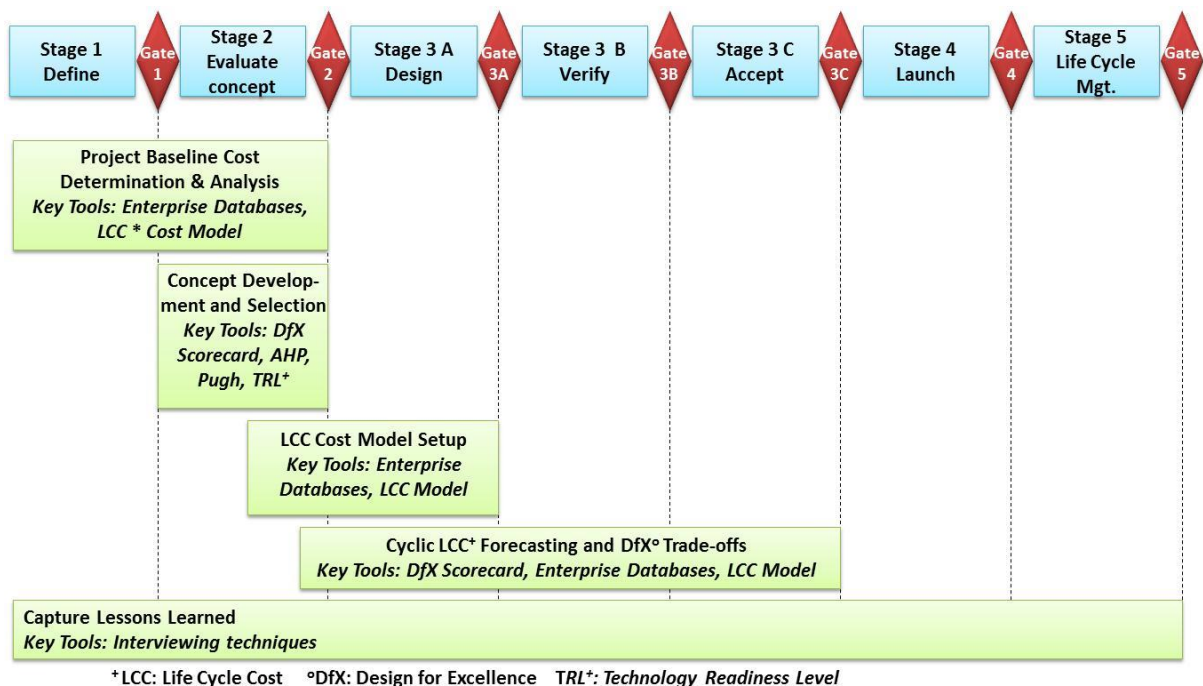 Stage 1
Define
Gate
1
Stage 2
Evaluate
concept
Gate
2
Stage 3 A
Design
Gate
3A
Stage 3 B
Verify
Gate
3B
Stage 3 C
Accept
Gate
3C
Stage 4
Launch
Gate
4
Stage 5
Life Cycle
Mgt.
Gate
5
Project Baseline Cost
Determination & Analysis
Key Tools: Enterprise Databases,
LCC * Cost Model
Concept Develop-
ment and Selection
Key Tools: DfX
Scorecard, AHP,
Pugh, TRL⁺
LCC Cost Model Setup
Key Tools: Enterprise
Databases, LCC Model
Cyclic LCC⁺ Forecasting and DfXᵒ Trade-offs
Key Tools: DfX Scorecard, Enterprise Databases, LCC Model
Capture Lessons Learned
Key Tools: Interviewing techniques
⁺LCC: Life Cycle Cost ᵒDfX: Design for Excellence TRL⁺: Technology Readiness Level